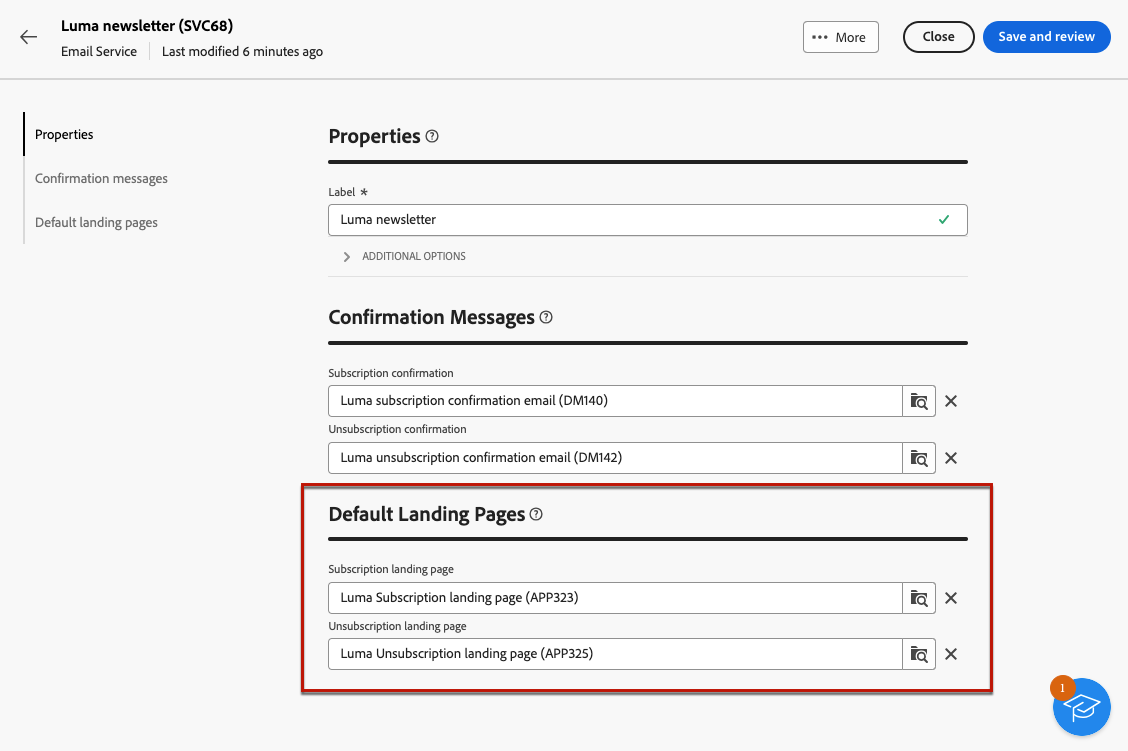 Luma newsletter (SVC68)
Email Service Last modified 6 minutes ago
More
Close
Save and review
Properties
Confirmation messages
Default landing pages
Properties
Label *
Luma newsletter
ADDITIONAL OPTIONS
Confirmation Messages
Subscription confirmation
Luma subscription confirmation email (DM140)
Unsubscription confirmation
Luma unsubscription confirmation email (DM142)
Default Landing Pages
Subscription landing page
Luma Subscription landing page (APP323)
Unsubscription landing page
Luma Unsubscription landing page (APP325)
1